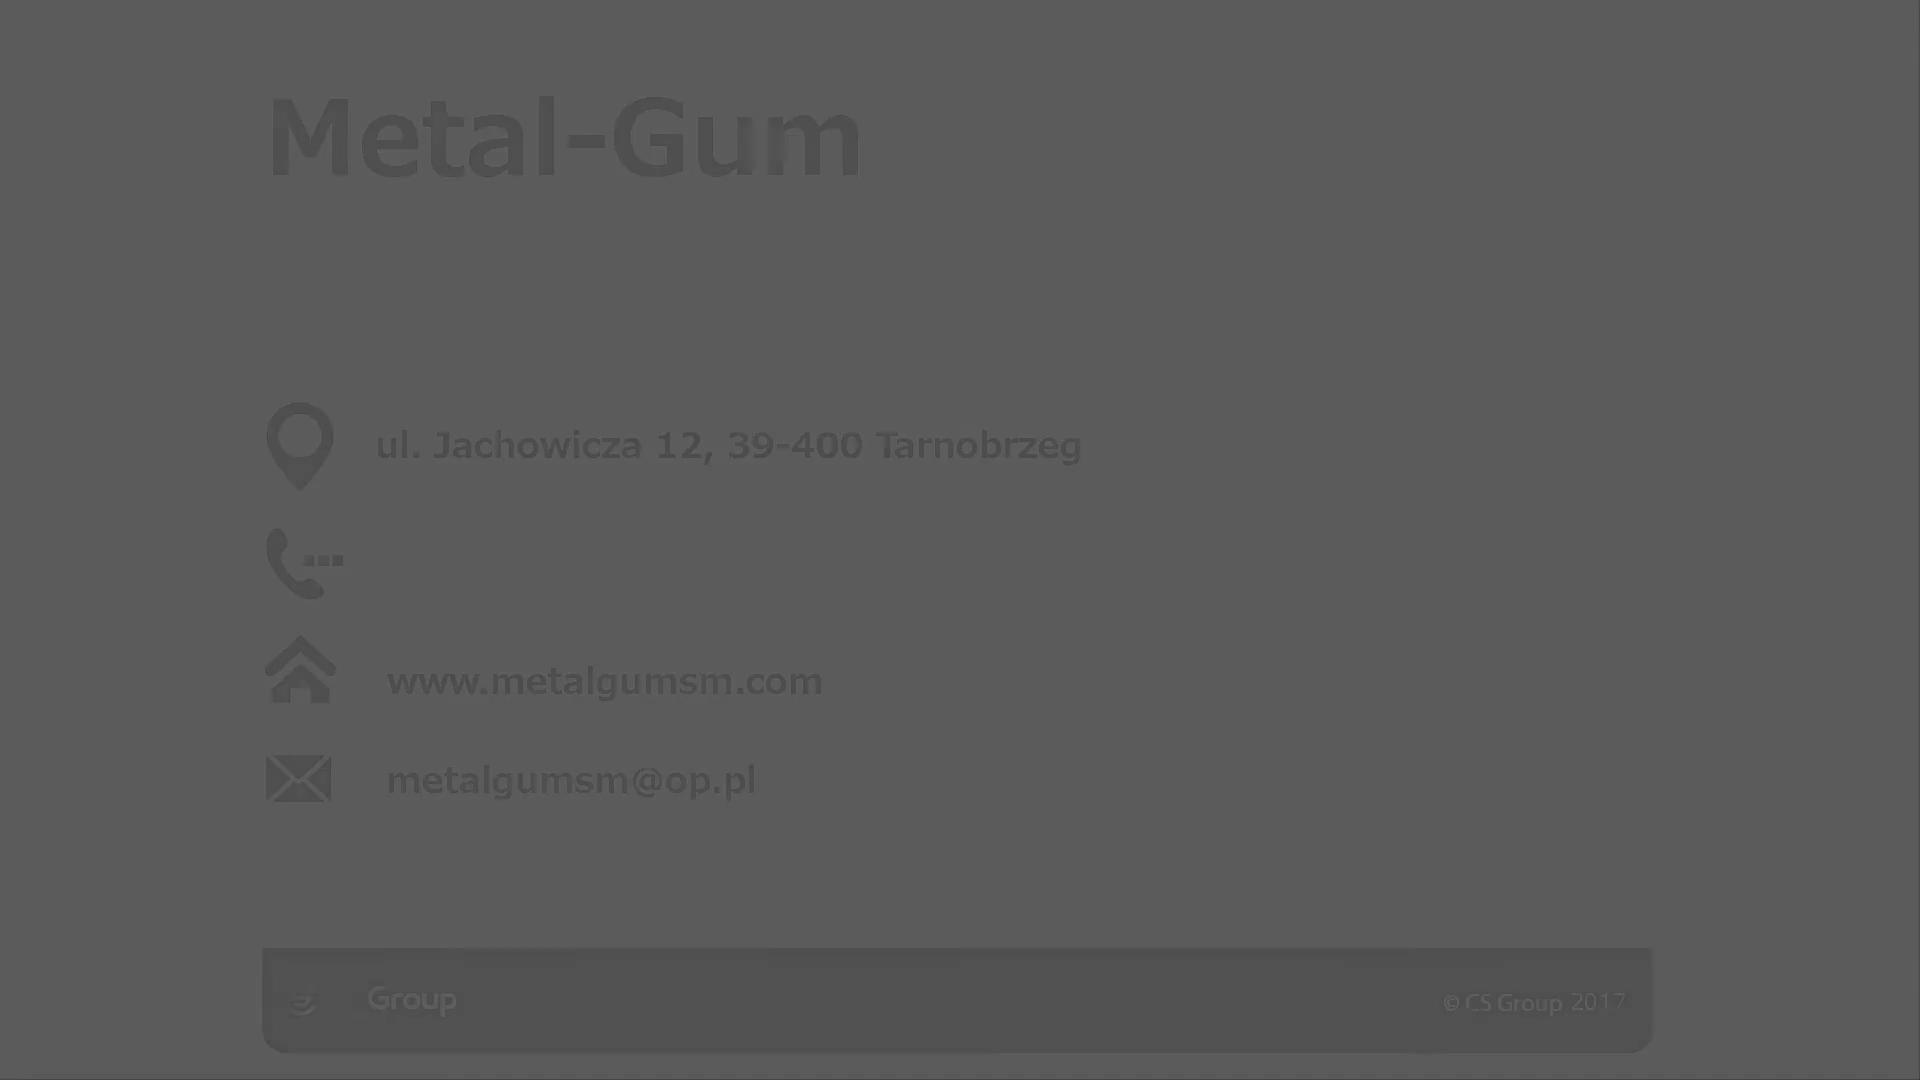 Metal-Gum
ul. Jachowicza 12, 39-400 Tarnobrzeg
www.metalgumsm.com
metalgumsm@op.pl
Group
© CS Group 2017